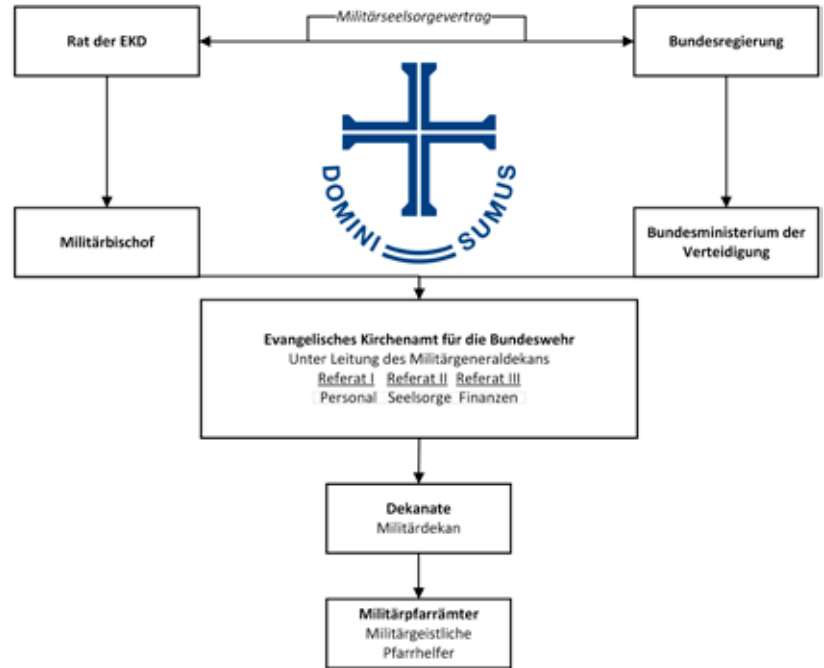 Militärseelsorgevertrag
Rat der EKD
Bundesregierung
DOMINI SUMUS
Militärbischof
Bundesministerium der
Verteidigung
Evangelisches Kirchenamt für die Bundeswehr
Unter Leitung des Militärgeneraldekans
Referat I Referat II Referat III
Personal Seelsorge Finanzen
Dekanate
Militärdekan
Militärpfarrämter
Militärgeistliche
Pfarrhelfer